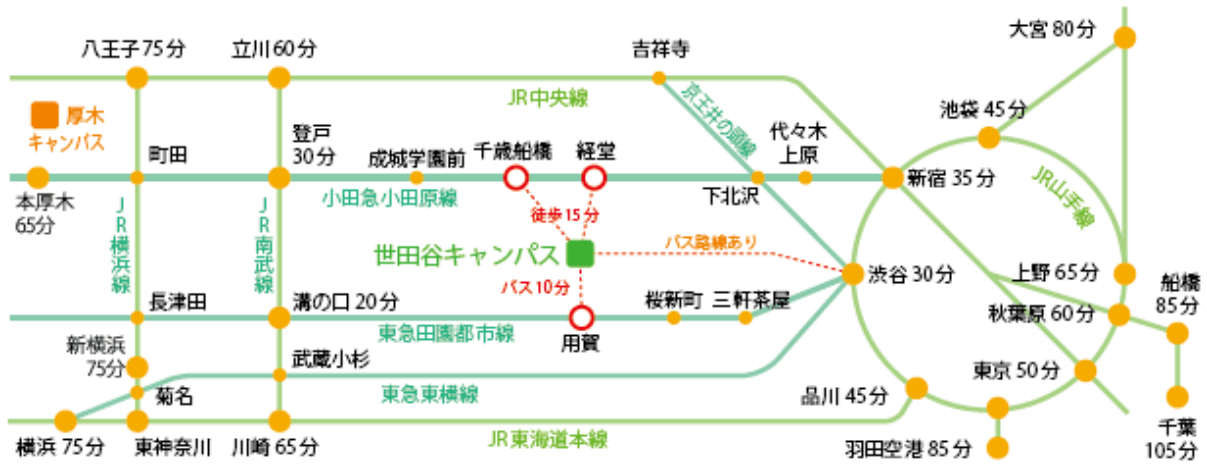 大宮 80分
八王子 75分
立川 60分
吉祥寺
JR中央線
京王井の頭線
池袋 45分
厚木
キャンパス
町田
登戸
30分
成城学園前
千歳船橋
経堂
代々木
上原
本厚木
65分
小田急小田原線
下北沢
新宿 35分
JR山手線
JR横浜線
JR南武線
徒歩15分
世田谷キャンパス
バス路線あり
渋谷 30分
上野 65分
船橋
85分
バス10分
長津田
溝の口 20分
桜新町
三軒茶屋
秋葉原 60分
東急田園都市線
用賀
新横浜
75分
武蔵小杉
東京 50分
菊名
東急東横線
品川 45分
横浜 75分
東神奈川
川崎 65分
JR東海道本線
羽田空港 85分
千葉
105分